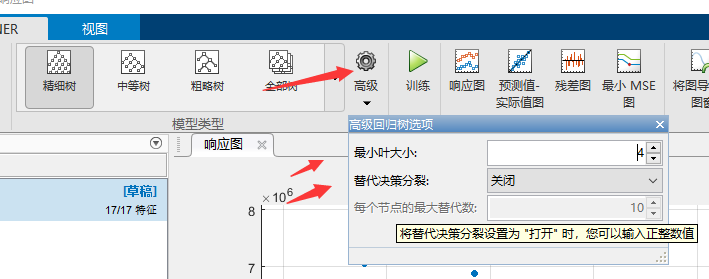 响应图
NER
视图
精细树
中等树
粗略树
全部树
高级
训练
响应图
预测值-
实际值图
残差图
最小 MSE
图
将图导
图窗
模型类型
高级回归树选项
响应图
最小叶大小:
4
替代决策分裂:
关闭
每个节点的最大替代数:
10
将替代决策分裂设置为 "打开" 时，您可以输入正整数值
[草稿]
17/17 特征
×10
6
8
7